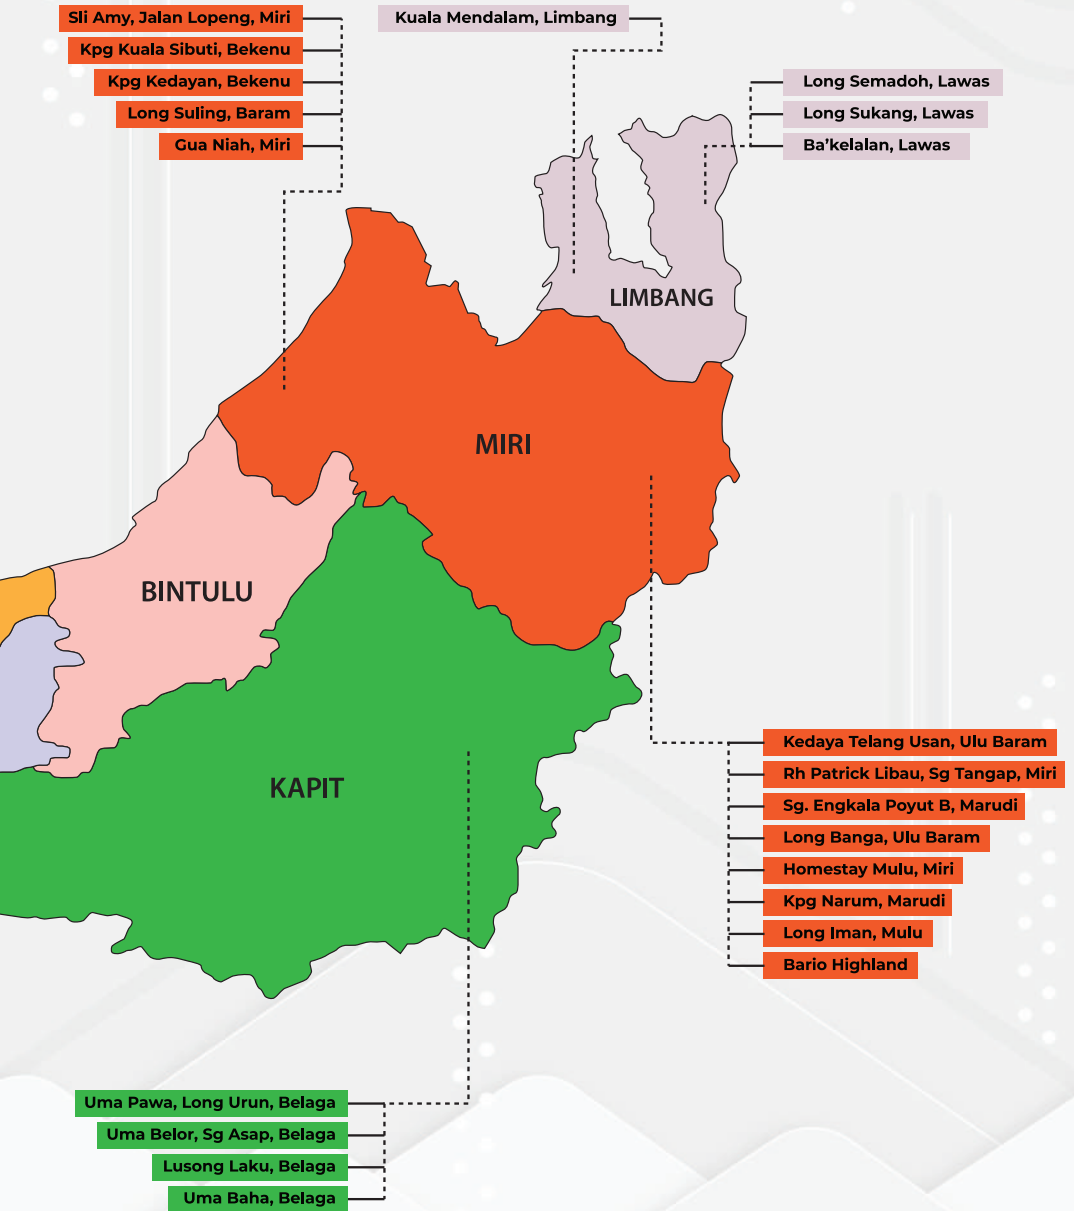 Sli Amy, Jalan Lopeng, Miri
Kpg Kuala Sibuti, Bekenu
Kpg Kedayan, Bekenu
Long Suling, Baram
Gua Niah, Miri
Kuala Mendalam, Limbang
Long Semadoh, Lawas
Long Sukang, Lawas
Ba’kelalan, Lawas
LIMBANG
MIRI
BINTULU
KAPIT
Kedaya Telang Usan, Ulu Baram
Rh Patrick Libau, Sg Tangap, Miri
Sg. Engkala Poyut B, Marudi
Long Banga, Ulu Baram
Homestay Mulu, Miri
Kpg Narum, Marudi
Long Iman, Mulu
Bario Highland
Uma Pawa, Long Urun, Belaga
Uma Belor, Sg Asap, Belaga
Lusong Laku, Belaga
Uma Baha, Belaga